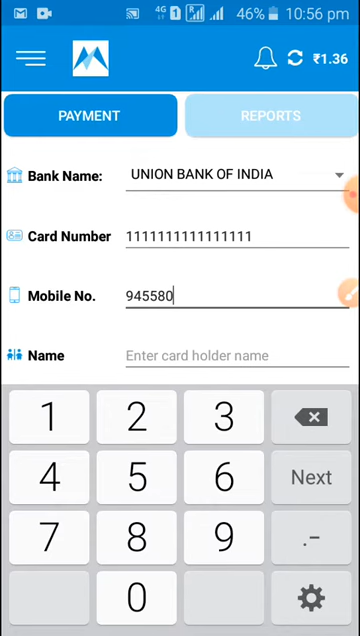 4G 1 R 46% 10:56 pm
₹1.36
PAYMENT REPORTS
Bank Name: UNION BANK OF INDIA
Card Number 1111111111111111
Mobile No. 945580
Name Enter card holder name
1 2 3
4 5 6 Next
7 8 9 .–
0